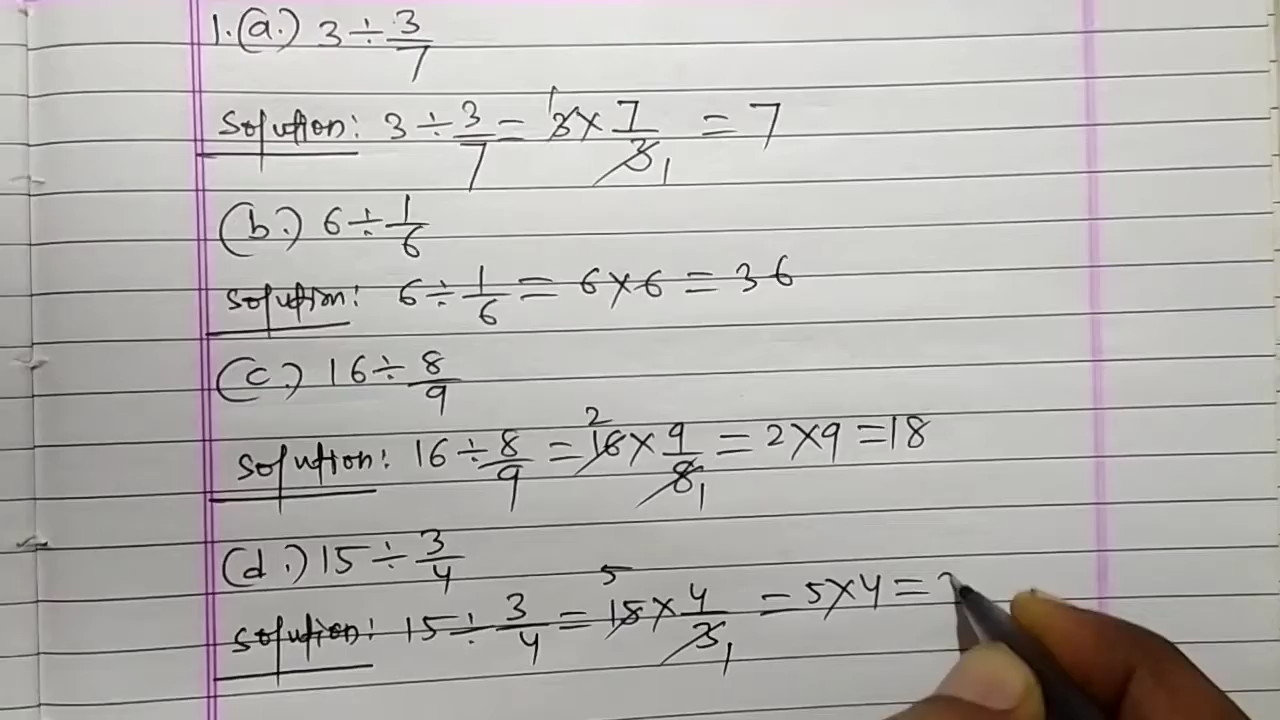 1.(a.) 3 ÷ 3/7
Solution: 3 ÷ 3/7 = 3 1 × 7/3 1 = 7
(b.) 6 ÷ 1/6
Solution: 6 ÷ 1/6 = 6 × 6 = 36
(c.) 16 ÷ 8/9
Solution: 16 ÷ 8/9 = 16 2 × 9/8 1 = 2 × 9 = 18
(d.) 15 ÷ 3/4
Solution: 15 ÷ 3/4 = 15 5 × 4/3 1 = 5 × 4 =